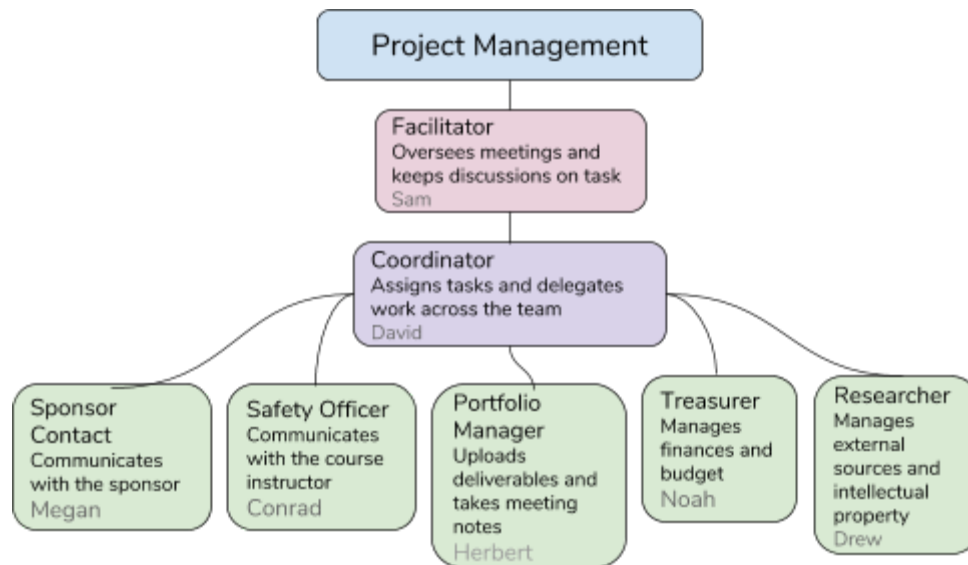 Project Management
Facilitator
Oversees meetings and
keeps discussions on task
Sam
Coordinator
Assigns tasks and delegates
work across the team
David
Sponsor
Contact
Communicates
with the sponsor
Megan
Safety Officer
Communicates
with the course
instructor
Conrad
Portfolio
Manager
Uploads
deliverables and
takes meeting
notes
Herbert
Treasurer
Manages
finances and
budget
Noah
Researcher
Manages
external
sources and
intellectual
property
Drew